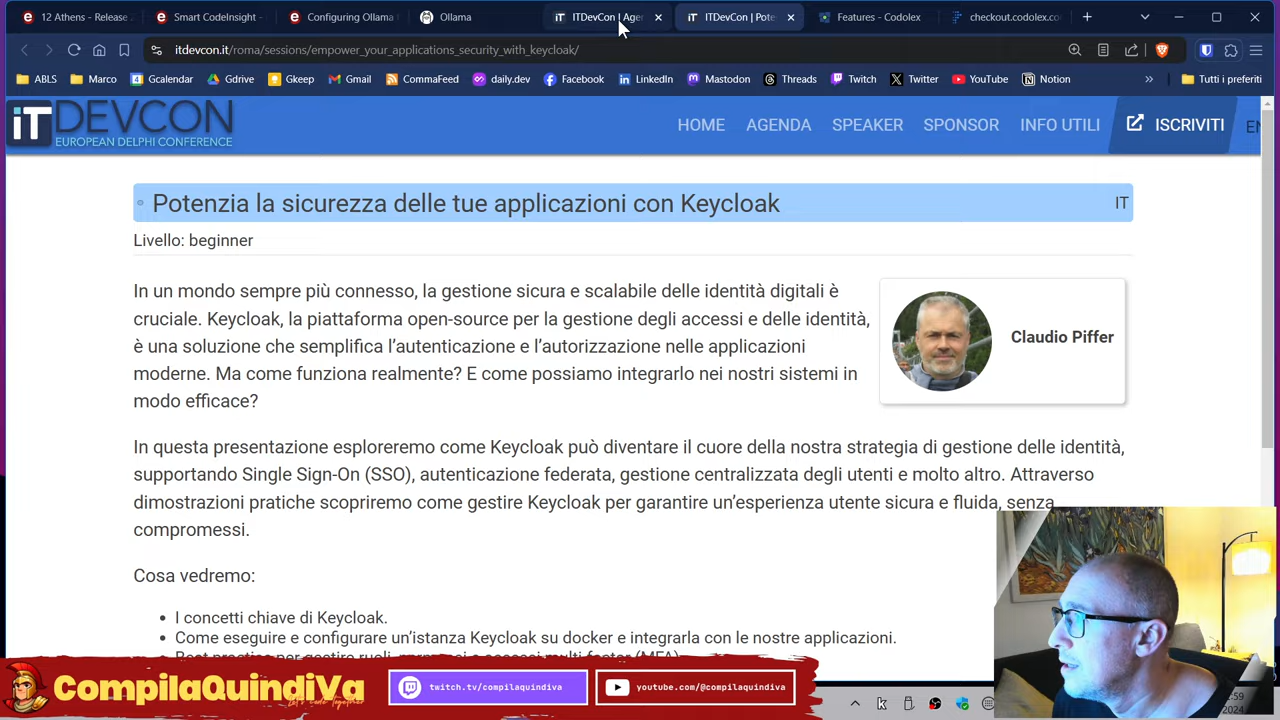 12 Athens - Release
Smart CodeInsight -
Configuring Ollama
Ollama
ITDevCon | Age
ITDevCon | Pote
Features - Codolex
checkout.codolex.co
itdevcon.it/roma/sessions/empower_your_applications_security_with_keycloak/
ABLS
Marco
Gcalendar
Gdrive
Gkeep
Gmail
CommaFeed
daily.dev
Facebook
LinkedIn
Mastodon
Threads
Twitch
Twitter
YouTube
Notion
»
Tutti i preferiti
iTDEVCON
EUROPEAN DELPHI CONFERENCE
HOME
AGENDA
SPEAKER
SPONSOR
INFO UTILI
ISCRIVITI
EN
Potenzia la sicurezza delle tue applicazioni con Keycloak
IT
Livello: beginner
In un mondo sempre più connesso, la gestione sicura e scalabile delle identità digitali è
cruciale. Keycloak, la piattaforma open-source per la gestione degli accessi e delle identità,
è una soluzione che semplifica l'autenticazione e l'autorizzazione nelle applicazioni
moderne. Ma come funziona realmente? E come possiamo integrarlo nei nostri sistemi in
modo efficace?
Claudio Piffer
In questa presentazione esploreremo come Keycloak può diventare il cuore della nostra strategia di gestione delle identità,
supportando Single Sign-On (SSO), autenticazione federata, gestione centralizzata degli utenti e molto altro. Attraverso
dimostrazioni pratiche scopriremo come gestire Keycloak per garantire un'esperienza utente sicura e fluida, senza
compromessi.
Cosa vedremo:
• I concetti chiave di Keycloak.
• Come eseguire e configurare un'istanza Keycloak su docker e integrarla con le nostre applicazioni.
CompilaQuindiVa
Let's Code Together
twitch.tv/compilaquindiva
youtube.com/@compilaquindiva
:59
2024